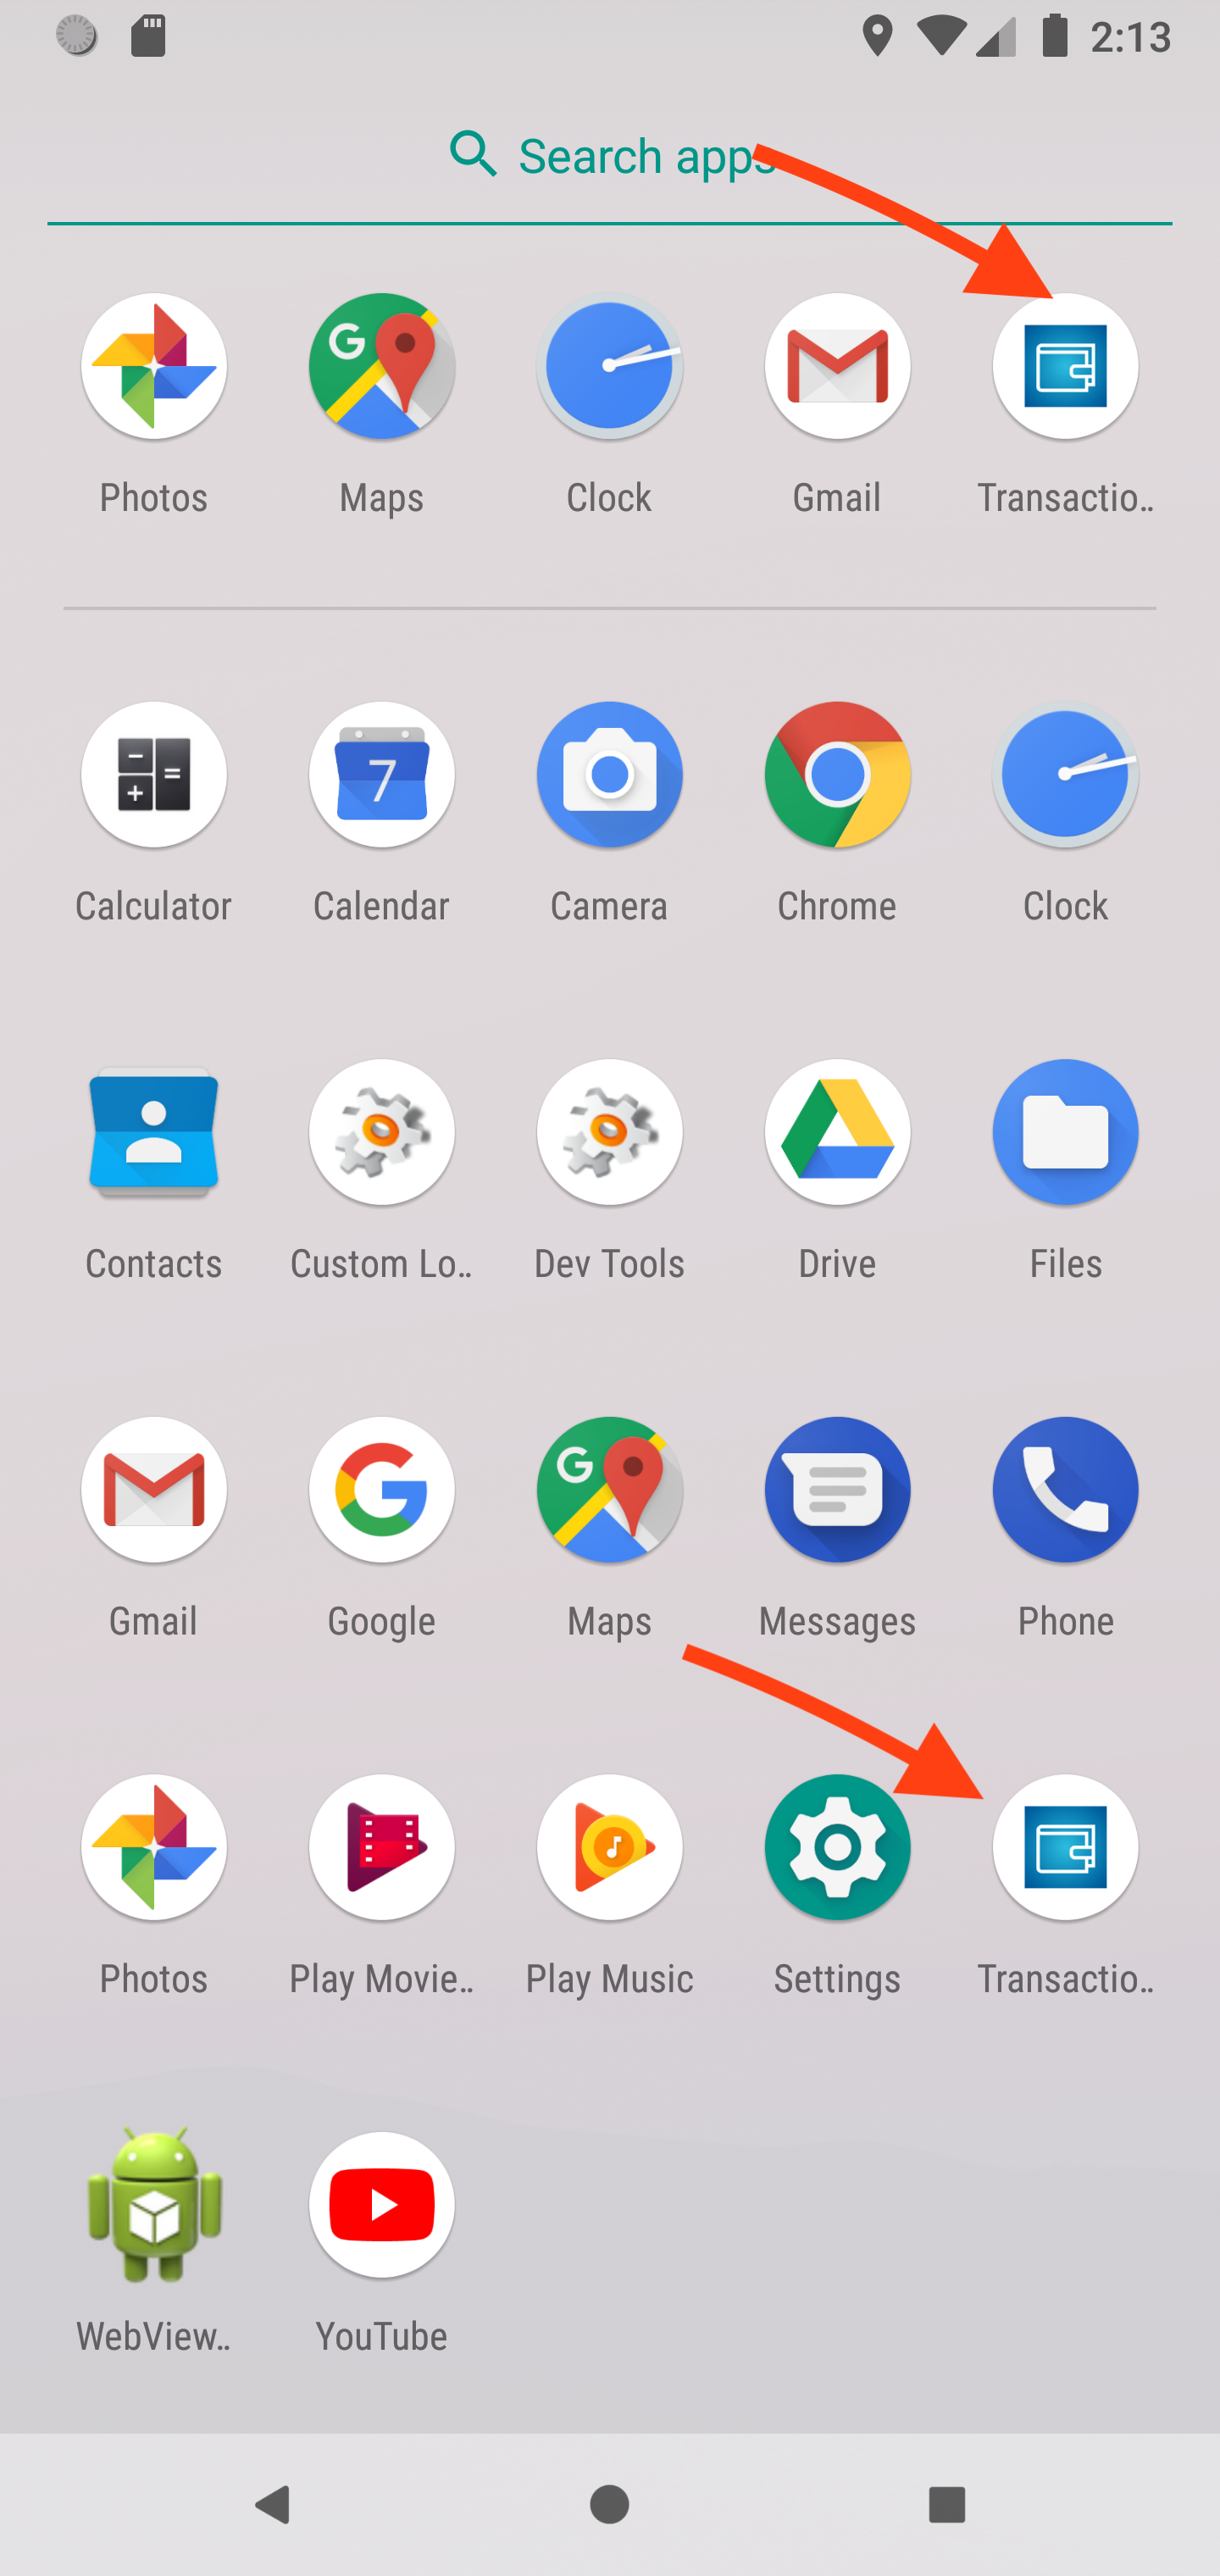 2:13
Search apps
Photos Maps Clock Gmail Transactio…
Calculator Calendar Camera Chrome Clock
Contacts Custom Lo… Dev Tools Drive Files
Gmail Google Maps Messages Phone
Photos Play Movie… Play Music Settings Transactio…
WebView… YouTube